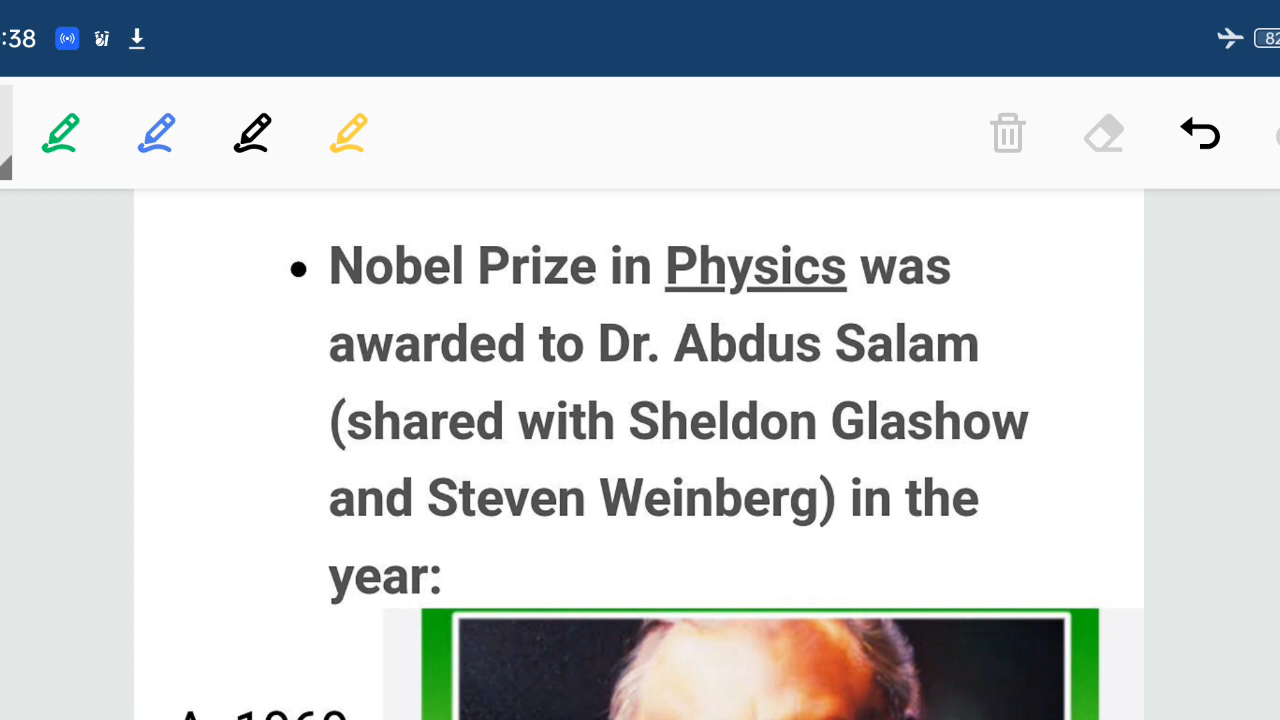 :38
82
• Nobel Prize in Physics was
awarded to Dr. Abdus Salam
(shared with Sheldon Glashow
and Steven Weinberg) in the
year: